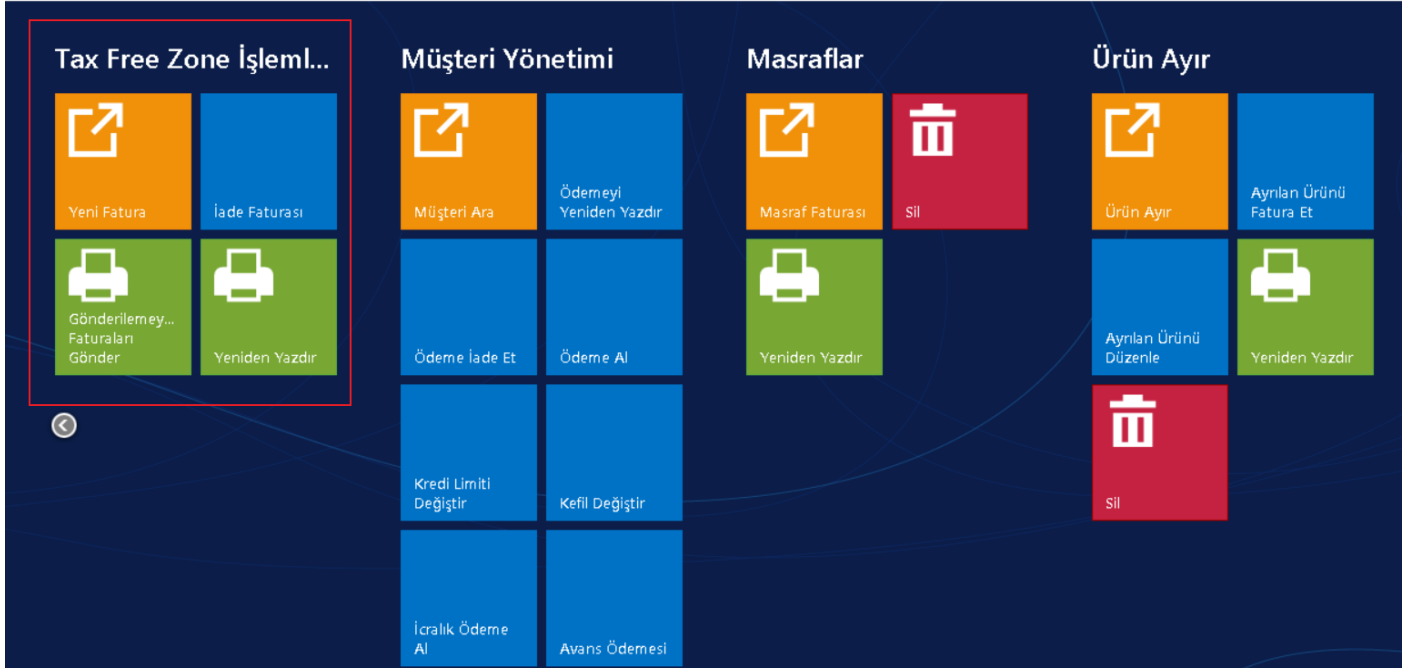 Tax Free Zone İşleml...
Yeni Fatura
İade Faturası
Gönderilemey...
Faturaları
Gönder
Yeniden Yazdır
Müşteri Yönetimi
Müşteri Ara
Ödemeyi
Yeniden Yazdır
Ödeme İade Et
Ödeme Al
Kredi Limiti
Değiştir
Kefil Değiştir
İcralık Ödeme
Al
Avans Ödemesi
Masraflar
Masraf Faturası
Sil
Yeniden Yazdır
Ürün Ayır
Ürün Ayır
Ayrılan Ürünü
Fatura Et
Ayrılan Ürünü
Düzenle
Yeniden Yazdır
Sil